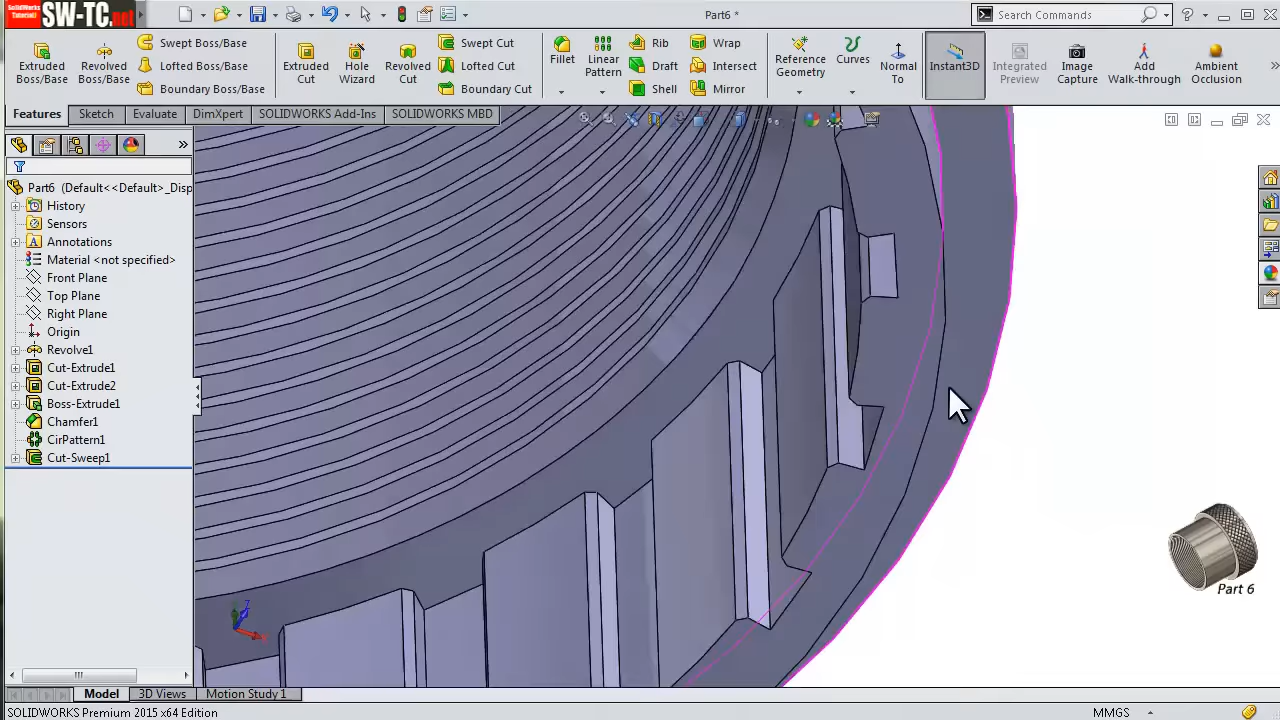 SolidWorks Tutorial! SW-TC.net
Part6 *
Search Commands
Extruded Boss/Base
Revolved Boss/Base
Swept Boss/Base
Lofted Boss/Base
Boundary Boss/Base
Extruded Cut
Hole Wizard
Revolved Cut
Swept Cut
Lofted Cut
Boundary Cut
Fillet
Linear Pattern
Rib
Draft
Shell
Wrap
Intersect
Mirror
Reference Geometry
Curves
Normal To
Instant3D
Integrated Preview
Image Capture
Add Walk-through
Ambient Occlusion
Features
Sketch
Evaluate
DimXpert
SOLIDWORKS Add-Ins
SOLIDWORKS MBD
Part6 (Default<<Default>_Disp
History
Sensors
Annotations
Material <not specified>
Front Plane
Top Plane
Right Plane
Origin
Revolve1
Cut-Extrude1
Cut-Extrude2
Boss-Extrude1
Chamfer1
CirPattern1
Cut-Sweep1
Part 6
Model
3D Views
Motion Study 1
SOLIDWORKS Premium 2015 x64 Edition
MMGS